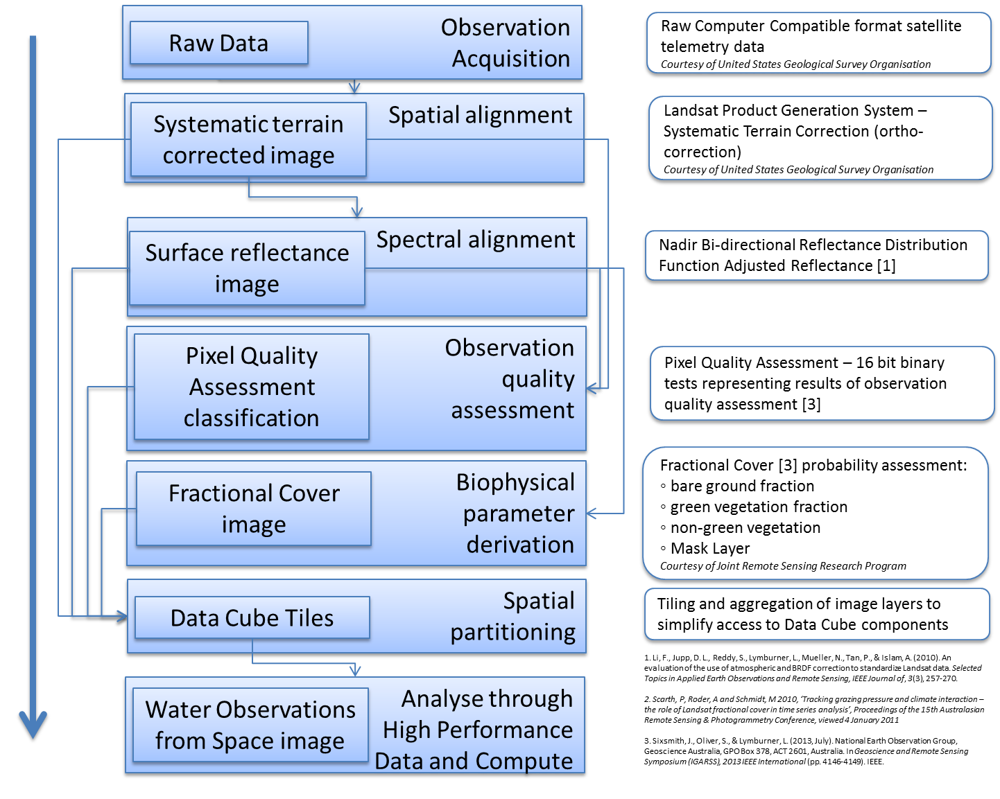 Raw Data
Observation
Acquisition
Raw Computer Compatible format satellite
telemetry data
Courtesy of United States Geological Survey Organisation
Systematic terrain
corrected image
Spatial alignment
Landsat Product Generation System –
Systematic Terrain Correction (ortho-
correction)
Courtesy of United States Geological Survey Organisation
Surface reflectance
image
Spectral alignment
Nadir Bi-directional Reflectance Distribution
Function Adjusted Reflectance [1]
Pixel Quality
Assessment
classification
Observation
quality
assessment
Pixel Quality Assessment – 16 bit binary
tests representing results of observation
quality assessment [3]
Fractional Cover
image
Biophysical
parameter
derivation
Fractional Cover [3] probability assessment:
◦ bare ground fraction
◦ green vegetation fraction
◦ non-green vegetation
◦ Mask Layer
Courtesy of Joint Remote Sensing Research Program
Data Cube Tiles
Spatial
partitioning
Tiling and aggregation of image layers to
simplify access to Data Cube components
Water Observations
from Space image
Analyse through
High Performance
Data and Compute
1. Li, F., Jupp, D. L., Reddy, S., Lymburner, L., Mueller, N., Tan, P., & Islam, A. (2010). An
evaluation of the use of atmospheric and BRDF correction to standardize Landsat data. Selected
Topics in Applied Earth Observations and Remote Sensing, IEEE Journal of, 3(3), 257-270.
2. Scarth, P, Roder, A and Schmidt, M 2010, ‘Tracking grazing pressure and climate interaction –
the role of Landsat fractional cover in time series analysis’, Proceedings of the 15th Australasian
Remote Sensing & Photogrammetry Conference, viewed 4 January 2011
3. Sixsmith, J., Oliver, S., & Lymburner, L. (2013, July). National Earth Observation Group,
Geoscience Australia, GPO Box 378, ACT 2601, Australia. In Geoscience and Remote Sensing
Symposium (IGARSS), 2013 IEEE International (pp. 4146-4149). IEEE.